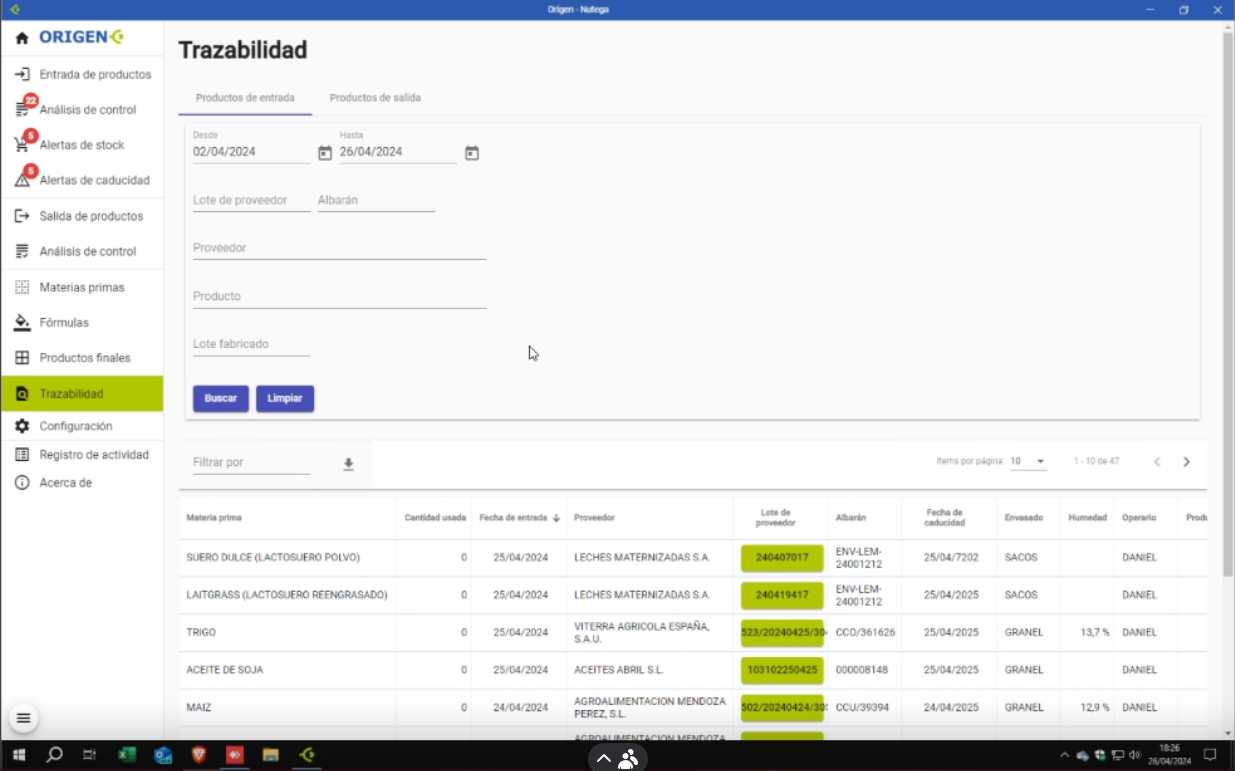 Origen - Nutega
ORIGEN
Entrada de productos
22
Análisis de control
5
Alertas de stock
5
Alertas de caducidad
Salida de productos
Análisis de control
Materias primas
Fórmulas
Productos finales
Trazabilidad
Configuración
Registro de actividad
Acerca de
Trazabilidad
Productos de entrada Productos de salida
Desde Hasta
02/04/2024 26/04/2024
Lote de proveedor Albarán
Proveedor
Producto
Lote fabricado
Buscar Limpiar
Filtrar por
Items por página: 10 1 - 10 de 47
Materia prima Cantidad usada Fecha de entrada Proveedor Lote de proveedor Albarán Fecha de caducidad Envasado Humedad Operario Produ
SUERO DULCE (LACTOSUERO POLVO) 0 25/04/2024 LECHES MATERNIZADAS S.A. 240407017 ENV-LEM-24001212 25/04/7202 SACOS DANIEL
LAITGRASS (LACTOSUERO REENGRASADO) 0 25/04/2024 LECHES MATERNIZADAS S.A. 240419417 ENV-LEM-24001212 25/04/2025 SACOS DANIEL
TRIGO 0 25/04/2024 VITERRA AGRICOLA ESPAÑA, S.A.U. 523/20240425/30 CCO/361626 25/04/2025 GRANEL 13,7 % DANIEL
ACEITE DE SOJA 0 25/04/2024 ACEITES ABRIL S.L. 103102250425 000008148 25/04/2025 GRANEL DANIEL
MAIZ 0 24/04/2024 AGROALIMENTACION MENDOZA PEREZ, S.L. 502/20240424/30 CCU/39394 24/04/2025 GRANEL 12,9 % DANIEL
AGROALIMENTACION MENDOZA
18:26
26/04/2024